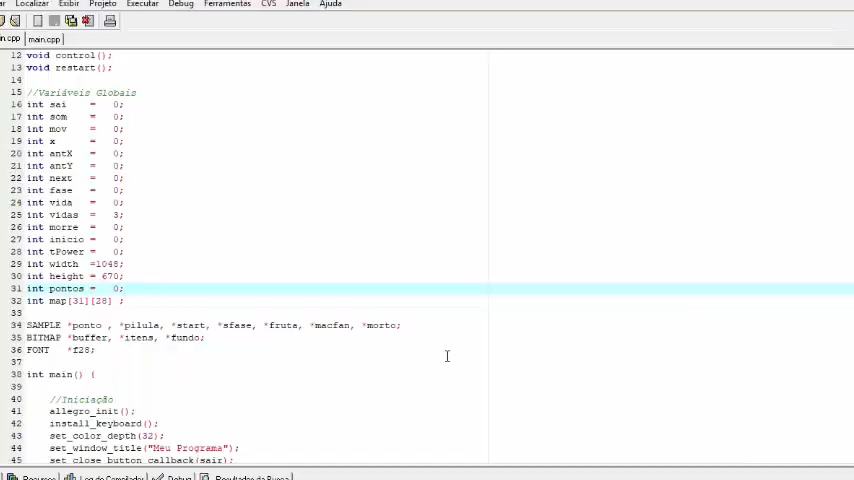 Localizar Exibir Projeto Executar Debug Ferramentas CVS Janela Ajuda
main.cpp
12 void control();
13 void restart();
14
15 //Variáveis Globais
16 int sai = 0;
17 int som = 0;
18 int mov = 0;
19 int x = 0;
20 int antX = 0;
21 int antY = 0;
22 int next = 0;
23 int fase = 0;
24 int vida = 0;
25 int vidas = 3;
26 int morre = 0;
27 int inicio = 0;
28 int tPower = 0;
29 int width =1048;
30 int height = 670;
31 int pontos = 0;
32 int map[31][28] ;
33
34 SAMPLE *ponto , *pilula, *start, *sfase, *fruta, *macfan, *morto;
35 BITMAP *buffer, *itens, *fundo;
36 FONT *f28;
37
38 int main() {
39
40 //Iniciação
41 allegro_init();
42 install_keyboard();
43 set_color_depth(32);
44 set_window_title("Meu Programa");
45 set_close_button_callback(sair);
Recursos Log do Compilador Debug Resultados da Busca